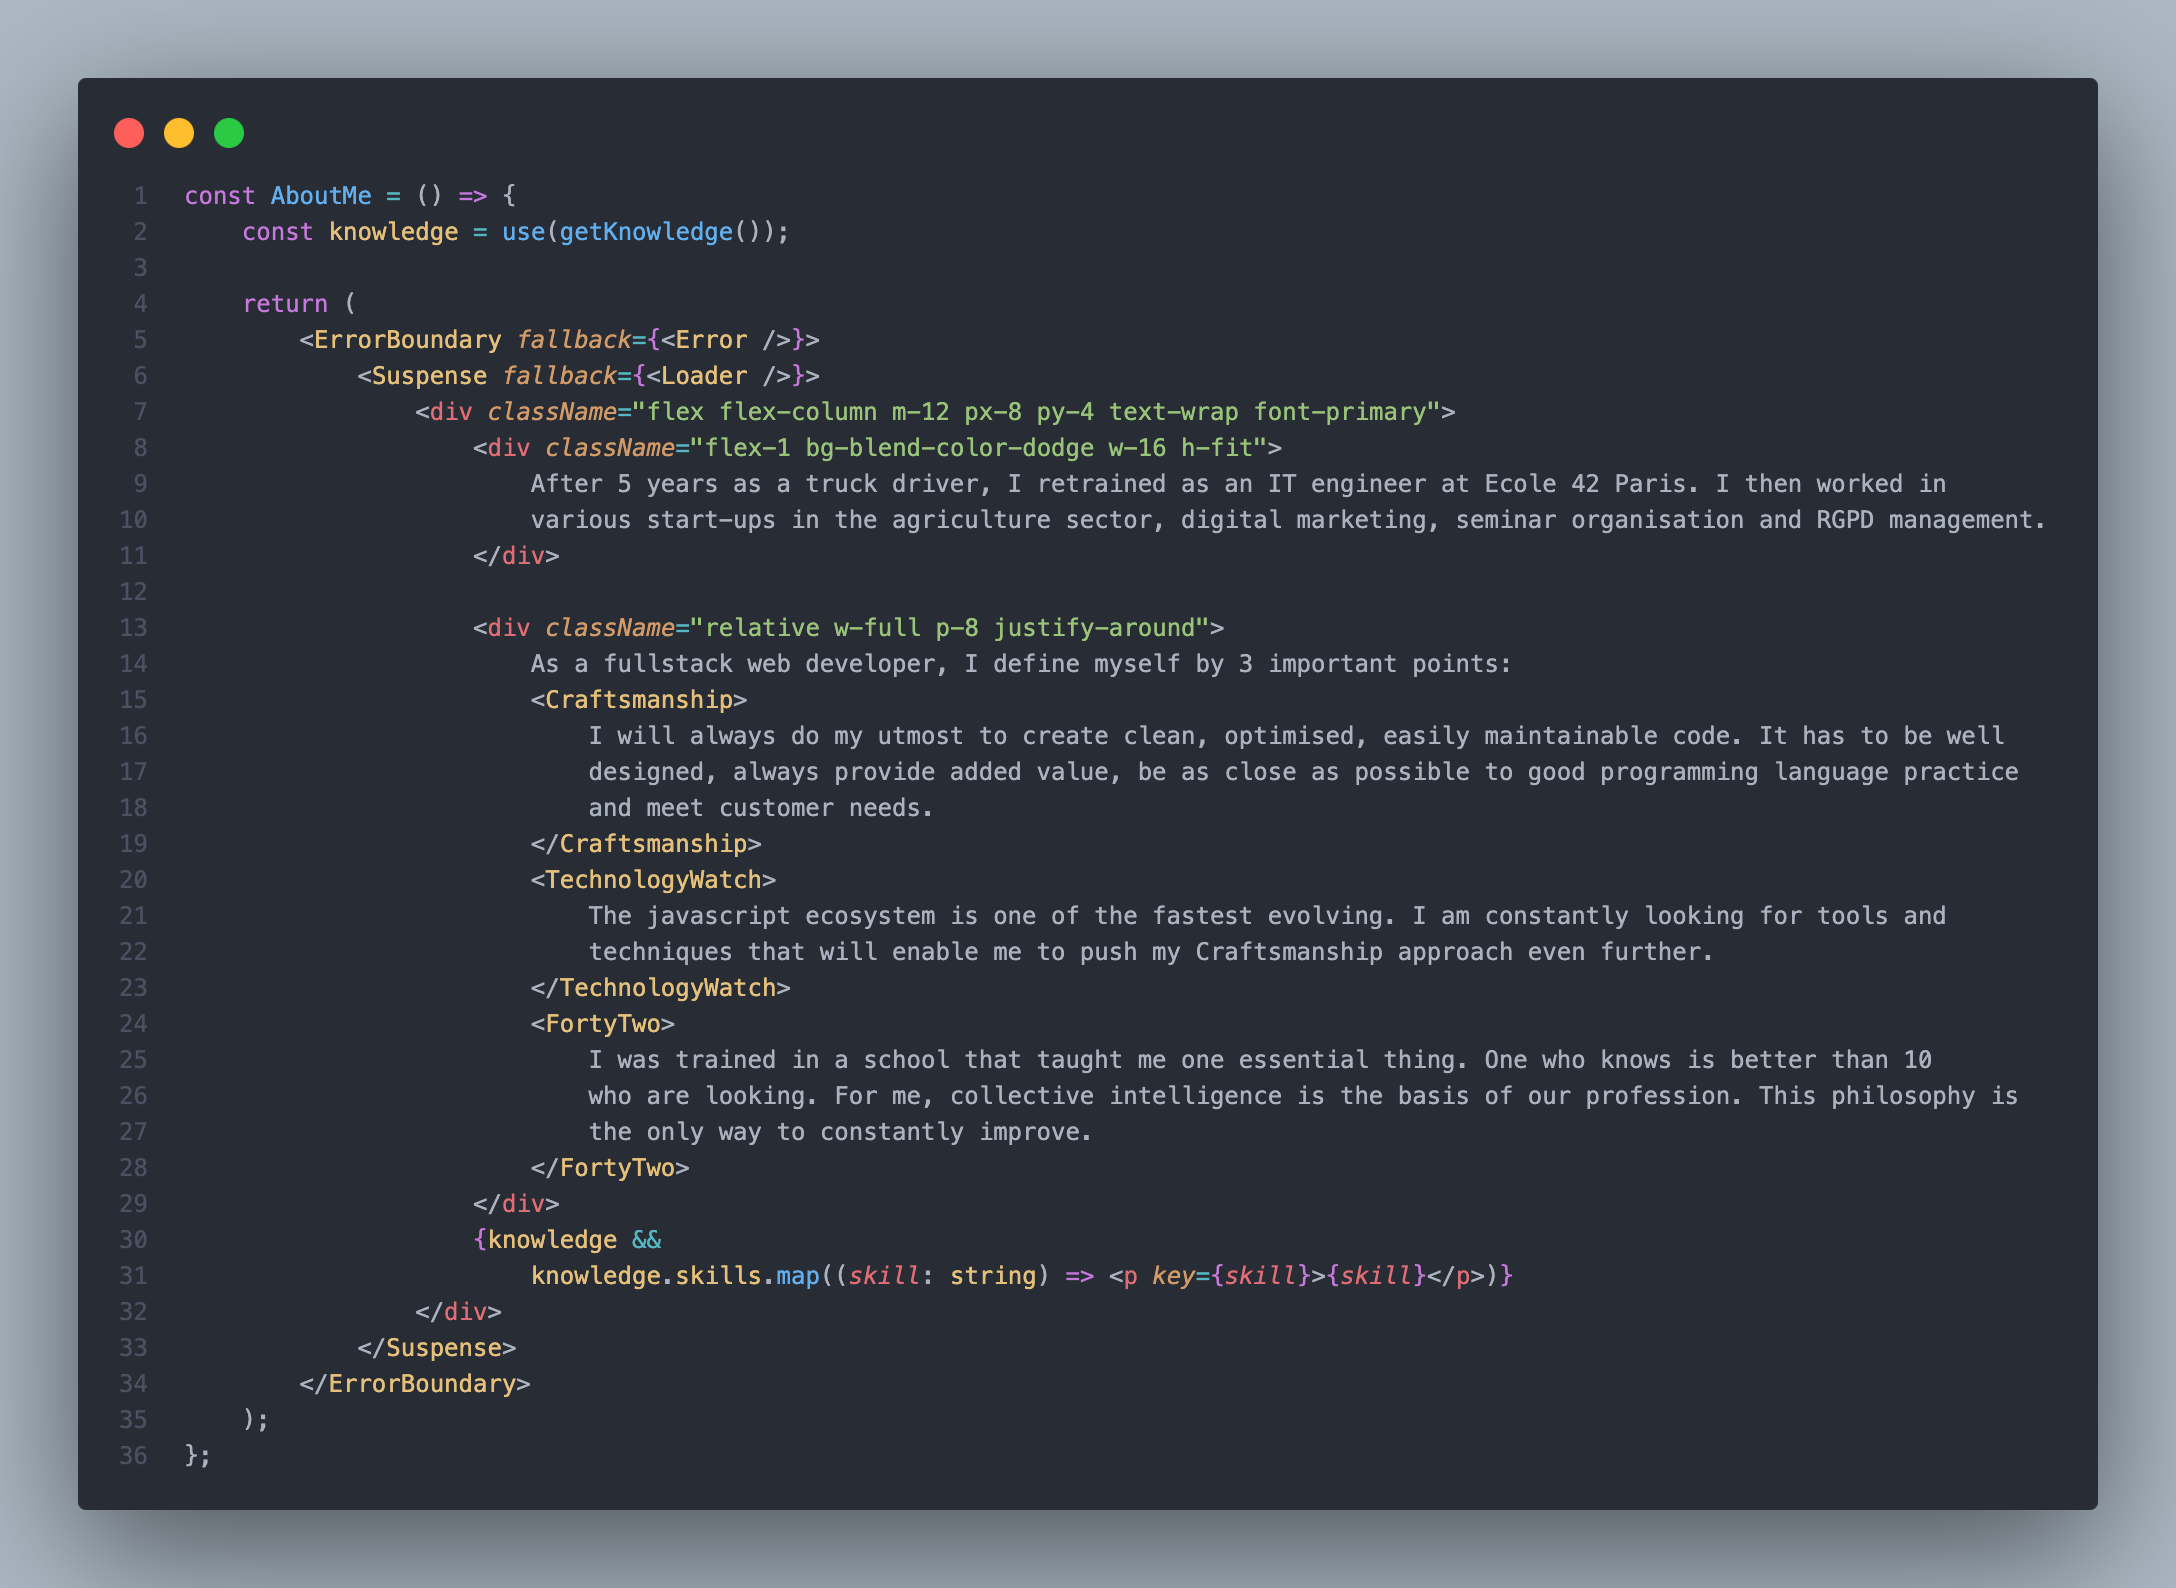 1 const AboutMe = () => {
2 const knowledge = use(getKnowledge());
3
4 return (
5 <ErrorBoundary fallback={<Error />}>
6 <Suspense fallback={<Loader />}>
7 <div className="flex flex-column m-12 px-8 py-4 text-wrap font-primary">
8 <div className="flex-1 bg-blend-color-dodge w-16 h-fit">
9 After 5 years as a truck driver, I retrained as an IT engineer at Ecole 42 Paris. I then worked in
10 various start-ups in the agriculture sector, digital marketing, seminar organisation and RGPD management.
11 </div>
12
13 <div className="relative w-full p-8 justify-around">
14 As a fullstack web developer, I define myself by 3 important points:
15 <Craftsmanship>
16 I will always do my utmost to create clean, optimised, easily maintainable code. It has to be well
17 designed, always provide added value, be as close as possible to good programming language practice
18 and meet customer needs.
19 </Craftsmanship>
20 <TechnologyWatch>
21 The javascript ecosystem is one of the fastest evolving. I am constantly looking for tools and
22 techniques that will enable me to push my Craftsmanship approach even further.
23 </TechnologyWatch>
24 <FortyTwo>
25 I was trained in a school that taught me one essential thing. One who knows is better than 10
26 who are looking. For me, collective intelligence is the basis of our profession. This philosophy is
27 the only way to constantly improve.
28 </FortyTwo>
29 </div>
30 {knowledge &&
31 knowledge.skills.map((skill: string) => <p key={skill}>{skill}</p>)}
32 </div>
33 </Suspense>
34 </ErrorBoundary>
35 );
36 };